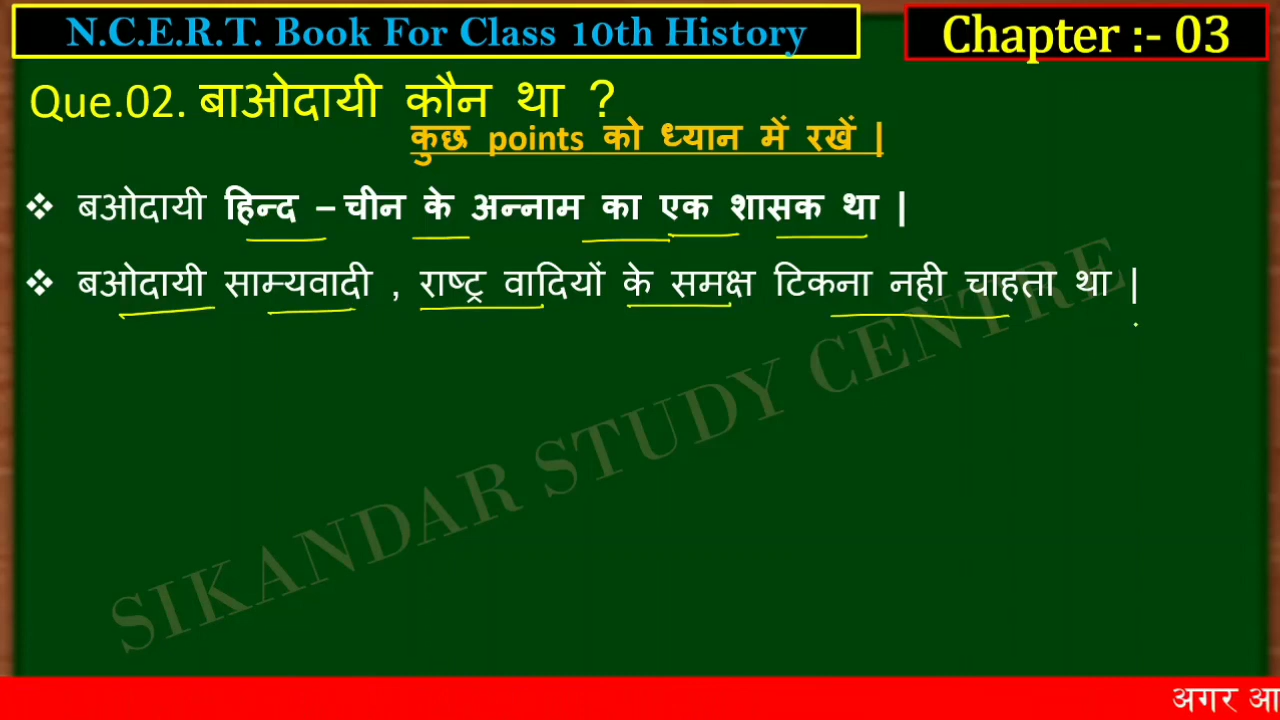 N.C.E.R.T. Book For Class 10th History
Chapter :- 03
Que.02. बाओदायी कौन था ?
कुछ points को ध्यान में रखें |
❖ बओदायी हिन्द – चीन के अन्नाम का एक शासक था |
❖ बओदायी साम्यवादी , राष्ट्र वादियों के समक्ष टिकना नही चाहता था |
SIKANDAR STUDY CENTRE
अगर आ